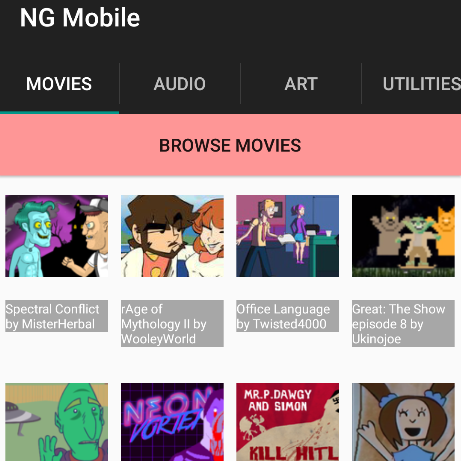 NG Mobile
MOVIES
AUDIO
ART
UTILITIES
BROWSE MOVIES
Spectral Conflict
by MisterHerbal
rAge of
Mythology II by
WooleyWorld
Office Language
by Twisted4000
Great: The Show
episode 8 by
Ukinojoe
NEON
VORTEX
MR.P.DAWGY
AND SIMON
KILL HITL